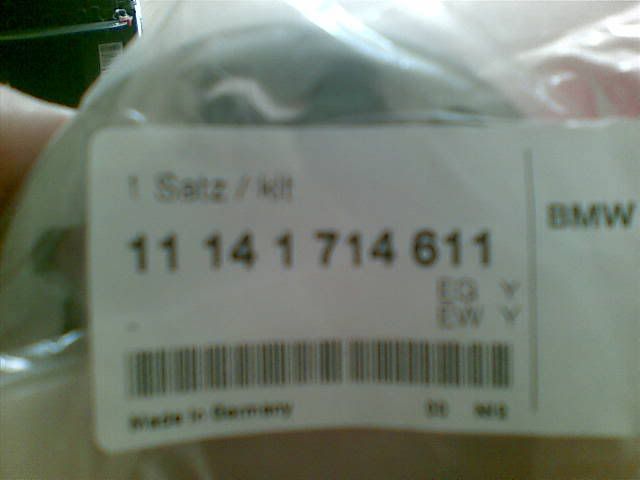 1 Satz / kit
BMW
11 14 1 714 611
EG Y
EW Y
Made in Germany